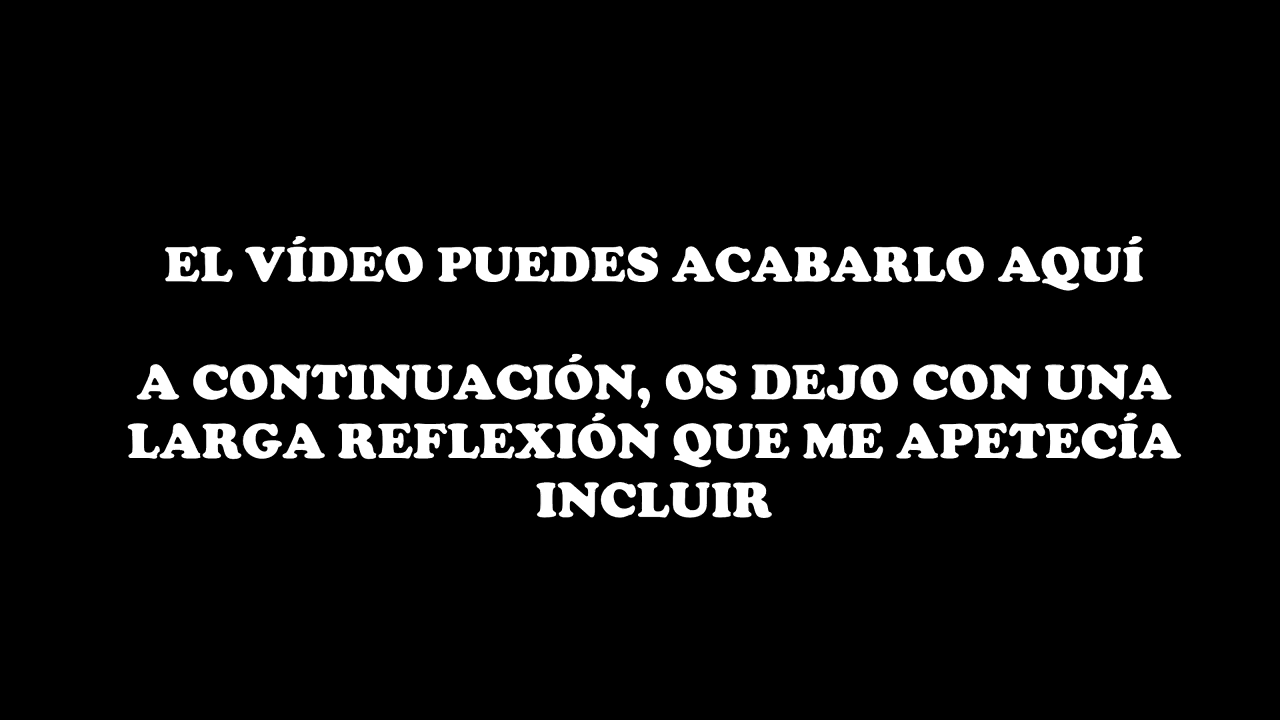 EL VÍDEO PUEDES ACABARLO AQUÍ
A CONTINUACIÓN, OS DEJO CON UNA
LARGA REFLEXIÓN QUE ME APETECÍA
INCLUIR